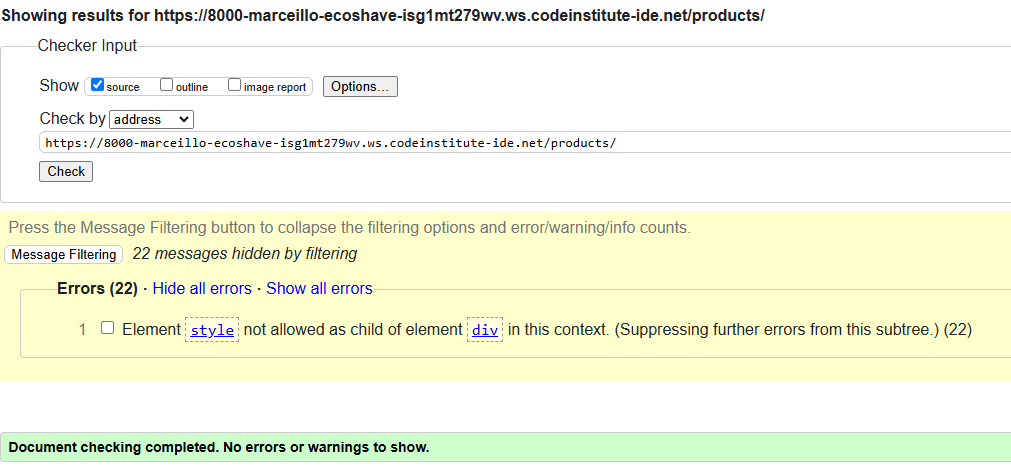 Showing results for https://8000-marceillo-ecoshave-isg1mt279wv.ws.codeinstitute-ide.net/products/
Checker Input
Show source outline image report Options...
Check by address
https://8000-marceillo-ecoshave-isg1mt279wv.ws.codeinstitute-ide.net/products/
Check
Press the Message Filtering button to collapse the filtering options and error/warning/info counts.
Message Filtering 22 messages hidden by filtering
Errors (22) · Hide all errors · Show all errors
1 Element style not allowed as child of element div in this context. (Suppressing further errors from this subtree.) (22)
Document checking completed. No errors or warnings to show.